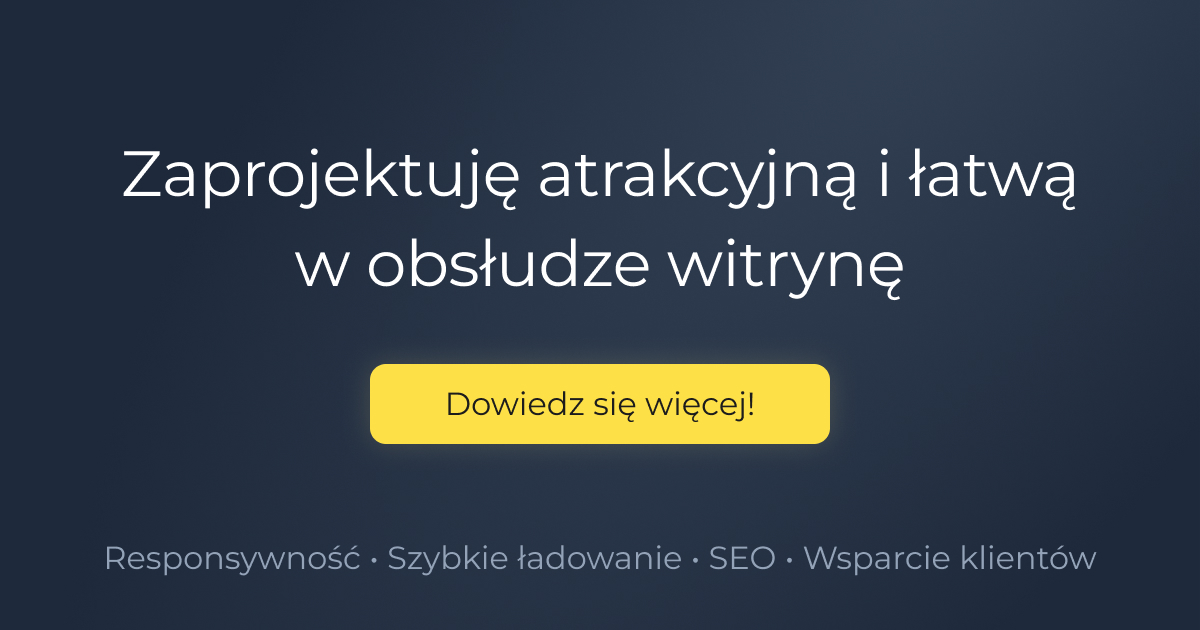 Zaprojektuję atrakcyjną i łatwą
w obsłudze witrynę
Dowiedz się więcej!
Responsywność • Szybkie ładowanie • SEO • Wsparcie klientów